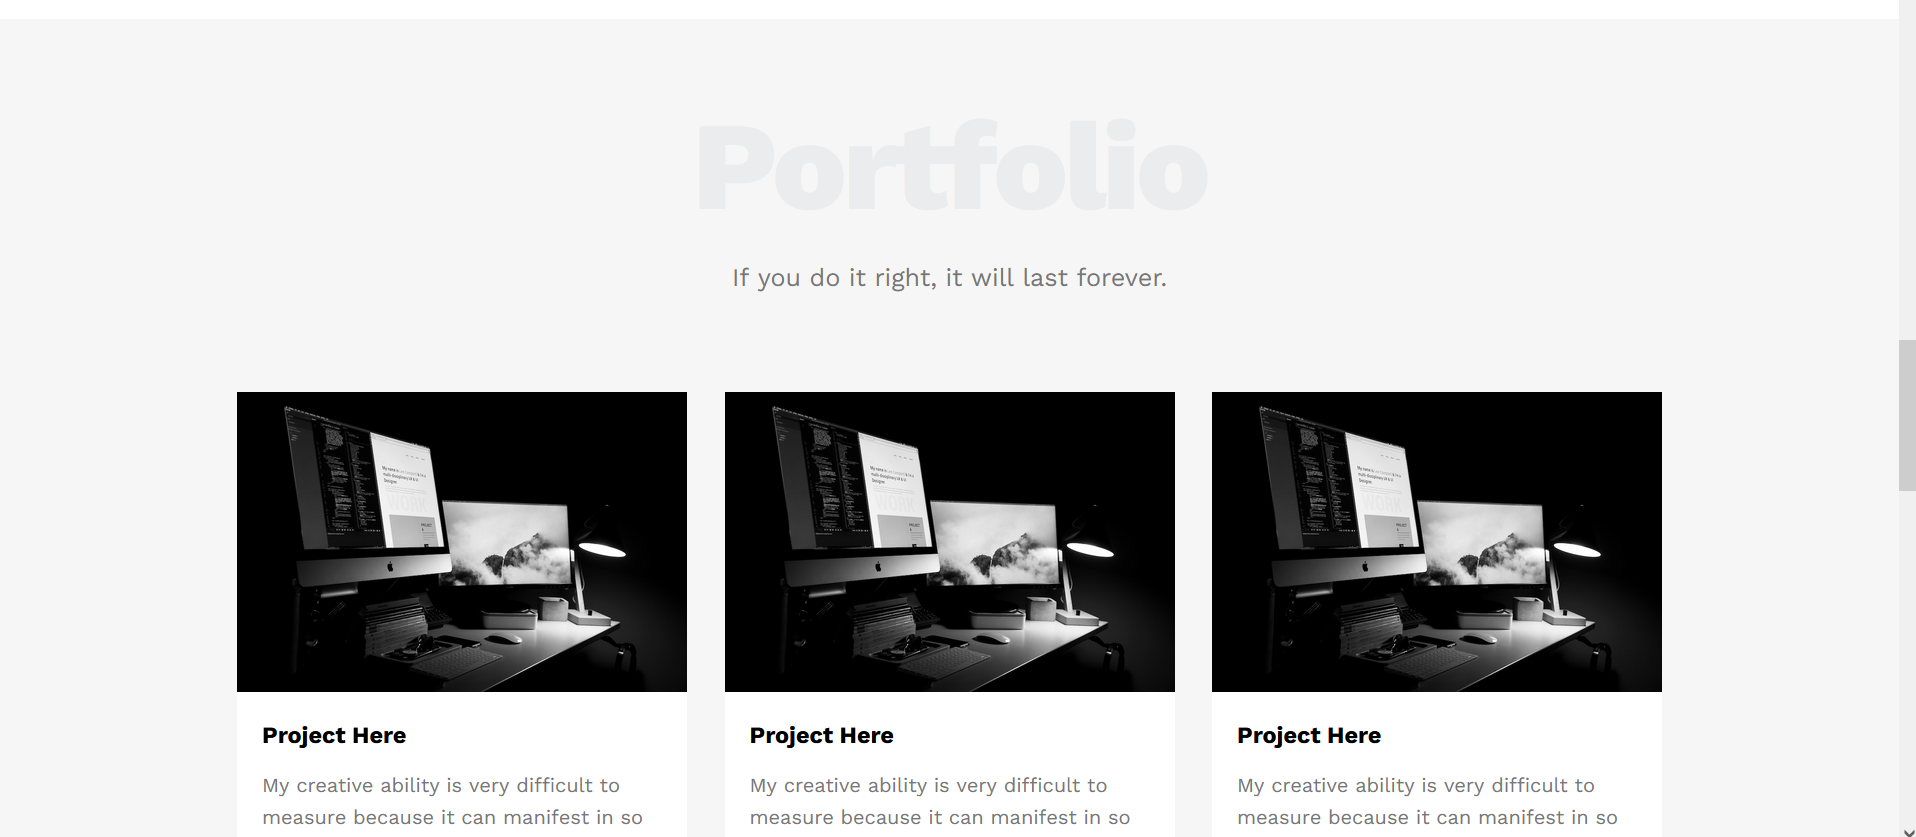 Portfolio
If you do it right, it will last forever.
Project Here
My creative ability is very difficult to
measure because it can manifest in so
Project Here
My creative ability is very difficult to
measure because it can manifest in so
Project Here
My creative ability is very difficult to
measure because it can manifest in so